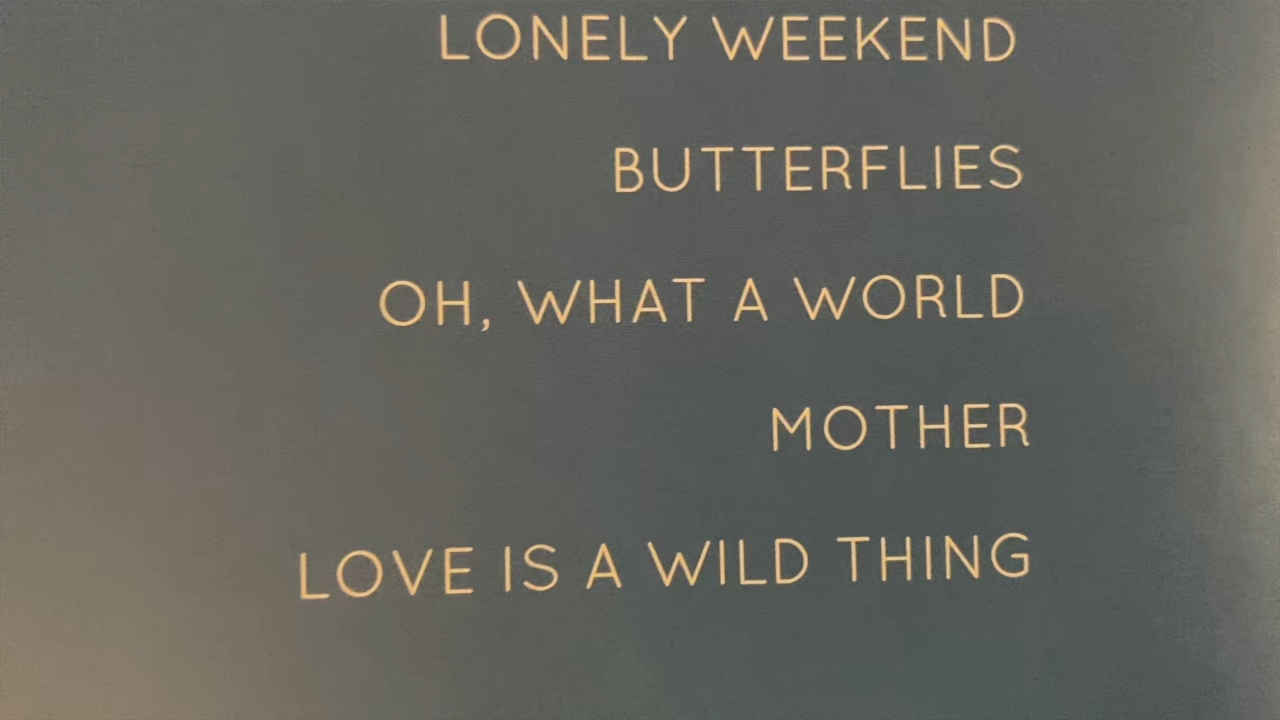 LONELY WEEKEND
BUTTERFLIES
OH, WHAT A WORLD
MOTHER
LOVE IS A WILD THING